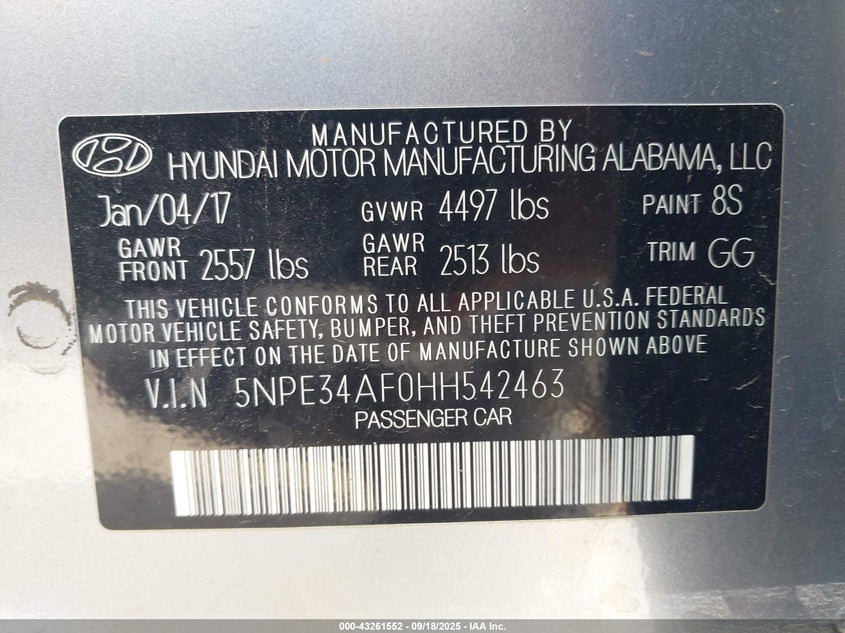 MANUFACTURED BY
HYUNDAI MOTOR MANUFACTURING ALABAMA, LLC
Jan/04/17 GVWR 4497 lbs PAINT 8S
GAWR FRONT 2557 lbs GAWR REAR 2513 lbs TRIM GG
THIS VEHICLE CONFORMS TO ALL APPLICABLE U.S.A. FEDERAL
MOTOR VEHICLE SAFETY, BUMPER, AND THEFT PREVENTION STANDARDS
IN EFFECT ON THE DATE OF MANUFACTURE SHOWN ABOVE
V.I.N 5NPE34AF0HH542463
PASSENGER CAR
000-43261552 - 09/18/2025 - IAA Inc.